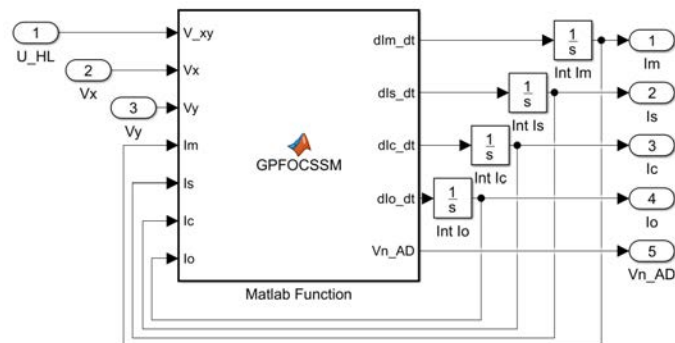 1
U_HL
2
Vx
3
Vy
V_xy
Vx
Vy
Im
Is
Ic
Io
GPFOCSSM
dIm_dt
dIs_dt
dIc_dt
dIo_dt
Vn_AD
Matlab Function
1
s
Int Im
1
s
Int Is
1
s
Int Ic
1
s
Int Io
1
Im
2
Is
3
Ic
4
Io
5
Vn_AD